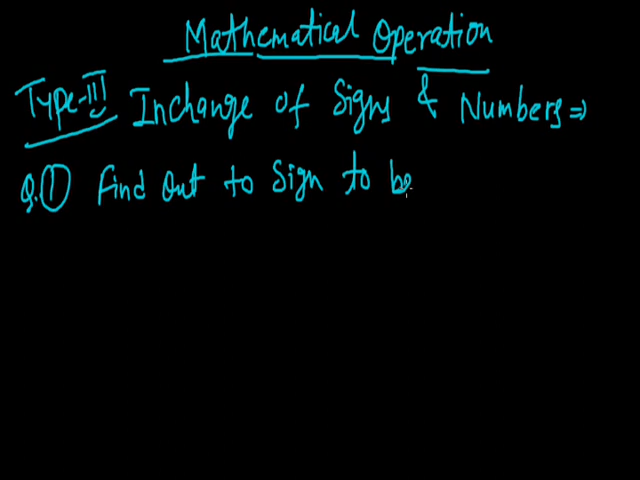 Mathematical Operation
Type-III Inchange of Signs & Numbers ⇒
Q.① Find Out to Sign to be